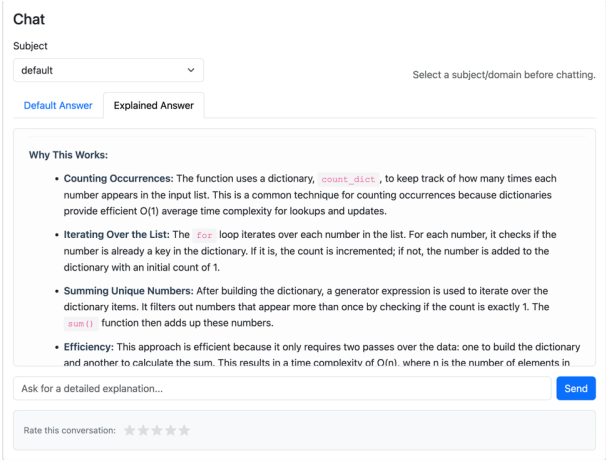 Chat
Subject
default
Select a subject/domain before chatting.
Default Answer
Explained Answer
Why This Works:
• Counting Occurrences: The function uses a dictionary, count_dict, to keep track of how many times each
number appears in the input list. This is a common technique for counting occurrences because dictionaries
provide efficient O(1) average time complexity for lookups and updates.
• Iterating Over the List: The for loop iterates over each number in the list. For each number, it checks if the
number is already a key in the dictionary. If it is, the count is incremented; if not, the number is added to the
dictionary with an initial count of 1.
• Summing Unique Numbers: After building the dictionary, a generator expression is used to iterate over the
dictionary items. It filters out numbers that appear more than once by checking if the count is exactly 1. The
sum() function then adds up these numbers.
• Efficiency: This approach is efficient because it only requires two passes over the data: one to build the dictionary
and another to calculate the sum. This results in a time complexity of O(n), where n is the number of elements in
Ask for a detailed explanation...
Send
Rate this conversation: